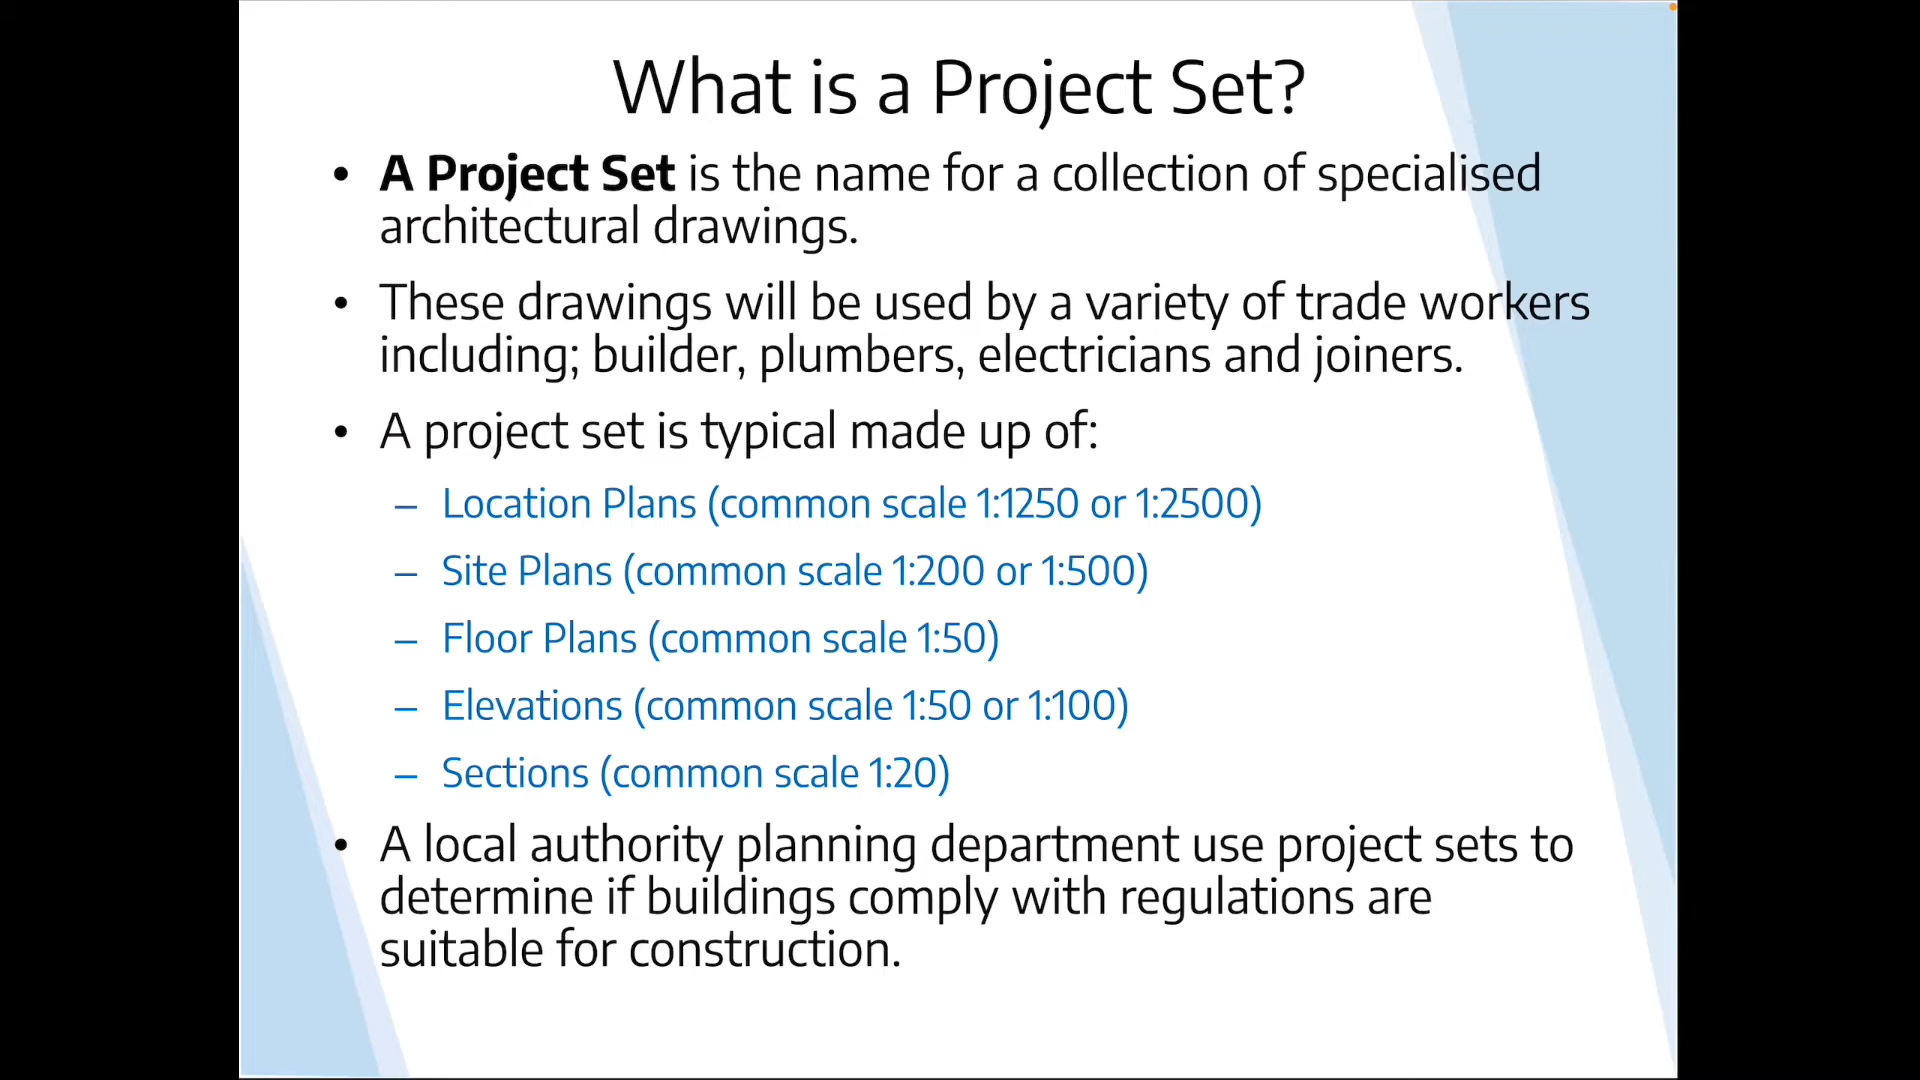 What is a Project Set?
• A Project Set is the name for a collection of specialised
architectural drawings.
• These drawings will be used by a variety of trade workers
including; builder, plumbers, electricians and joiners.
• A project set is typical made up of:
– Location Plans (common scale 1:1250 or 1:2500)
– Site Plans (common scale 1:200 or 1:500)
– Floor Plans (common scale 1:50)
– Elevations (common scale 1:50 or 1:100)
– Sections (common scale 1:20)
• A local authority planning department use project sets to
determine if buildings comply with regulations are
suitable for construction.